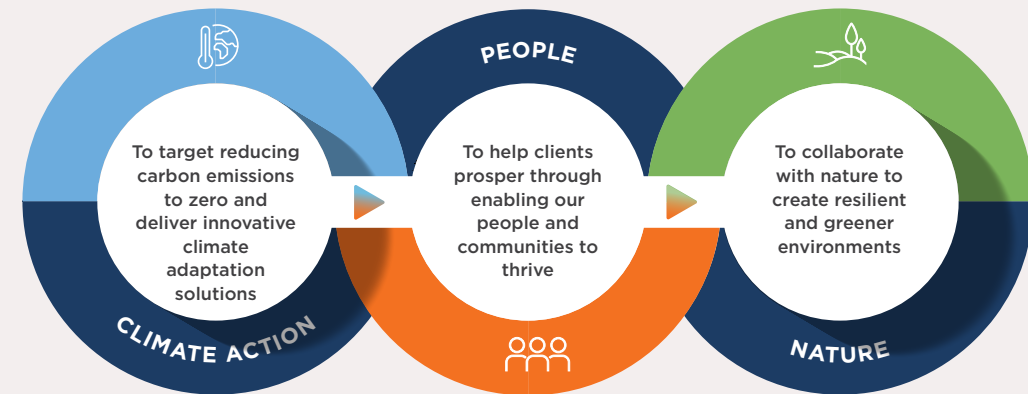 PEOPLE
To target reducing
carbon emissions
to zero and
deliver innovative
climate
adaptation
solutions
To help clients
prosper through
enabling our
people and
communities to
thrive
To collaborate
with nature to
create resilient
and greener
environments
CLIMATE ACTION
NATURE